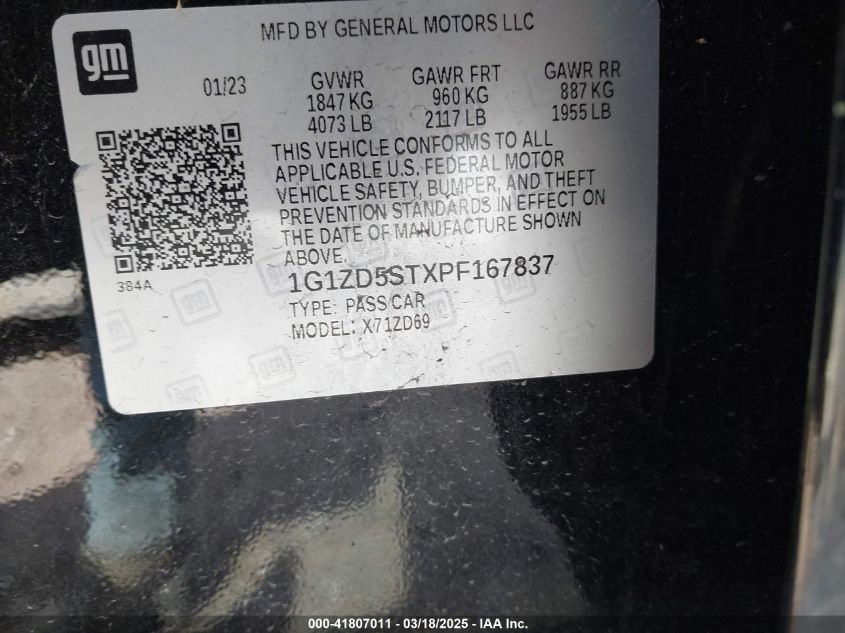 gm
MFD BY GENERAL MOTORS LLC
01/23
GVWR GAWR FRT GAWR RR
1847 KG 960 KG 887 KG
4073 LB 2117 LB 1955 LB
THIS VEHICLE CONFORMS TO ALL
APPLICABLE U.S. FEDERAL MOTOR
VEHICLE SAFETY, BUMPER, AND THEFT
PREVENTION STANDARDS IN EFFECT ON
THE DATE OF MANUFACTURE SHOWN
ABOVE.
384A
1G1ZD5STXPF167837
TYPE: PASS CAR
MODEL: X71ZD69
000-41807011 — 03/18/2025 — IAA Inc.